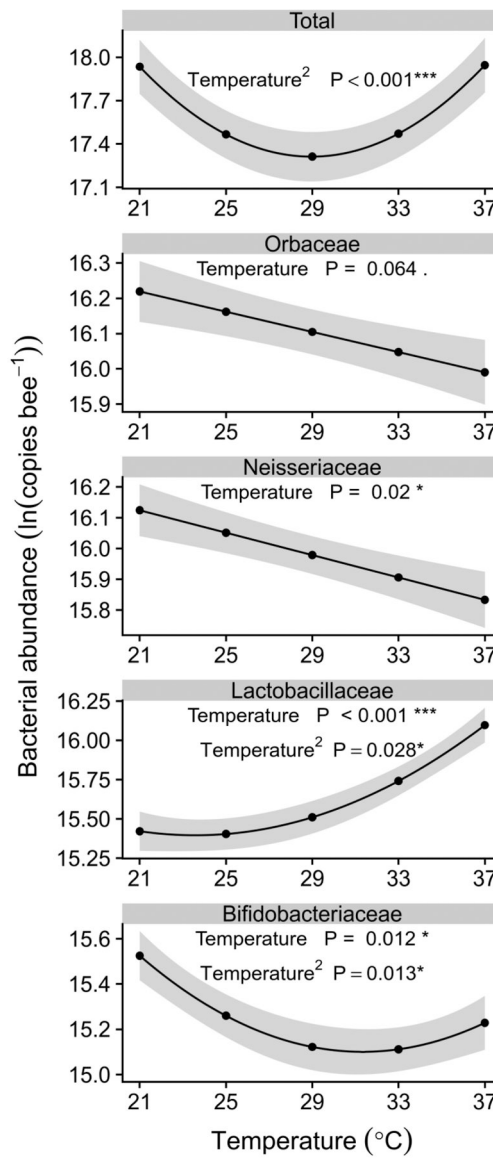 Total
Temperature² P < 0.001***
18.0
17.7
17.4
17.1
21 25 29 33 37
Orbaceae
Temperature P = 0.064 .
16.3
16.2
16.1
16.0
15.9
21 25 29 33 37
Neisseriaceae
Temperature P = 0.02 *
16.2
16.1
16.0
15.9
15.8
21 25 29 33 37
Lactobacillaceae
Temperature P < 0.001 ***
Temperature² P = 0.028*
16.25
16.00
15.75
15.50
15.25
21 25 29 33 37
Bifidobacteriaceae
Temperature P = 0.012 *
Temperature² P = 0.013*
15.6
15.4
15.2
15.0
21 25 29 33 37
Temperature (°C)
Bacterial abundance (ln(copies bee⁻¹))